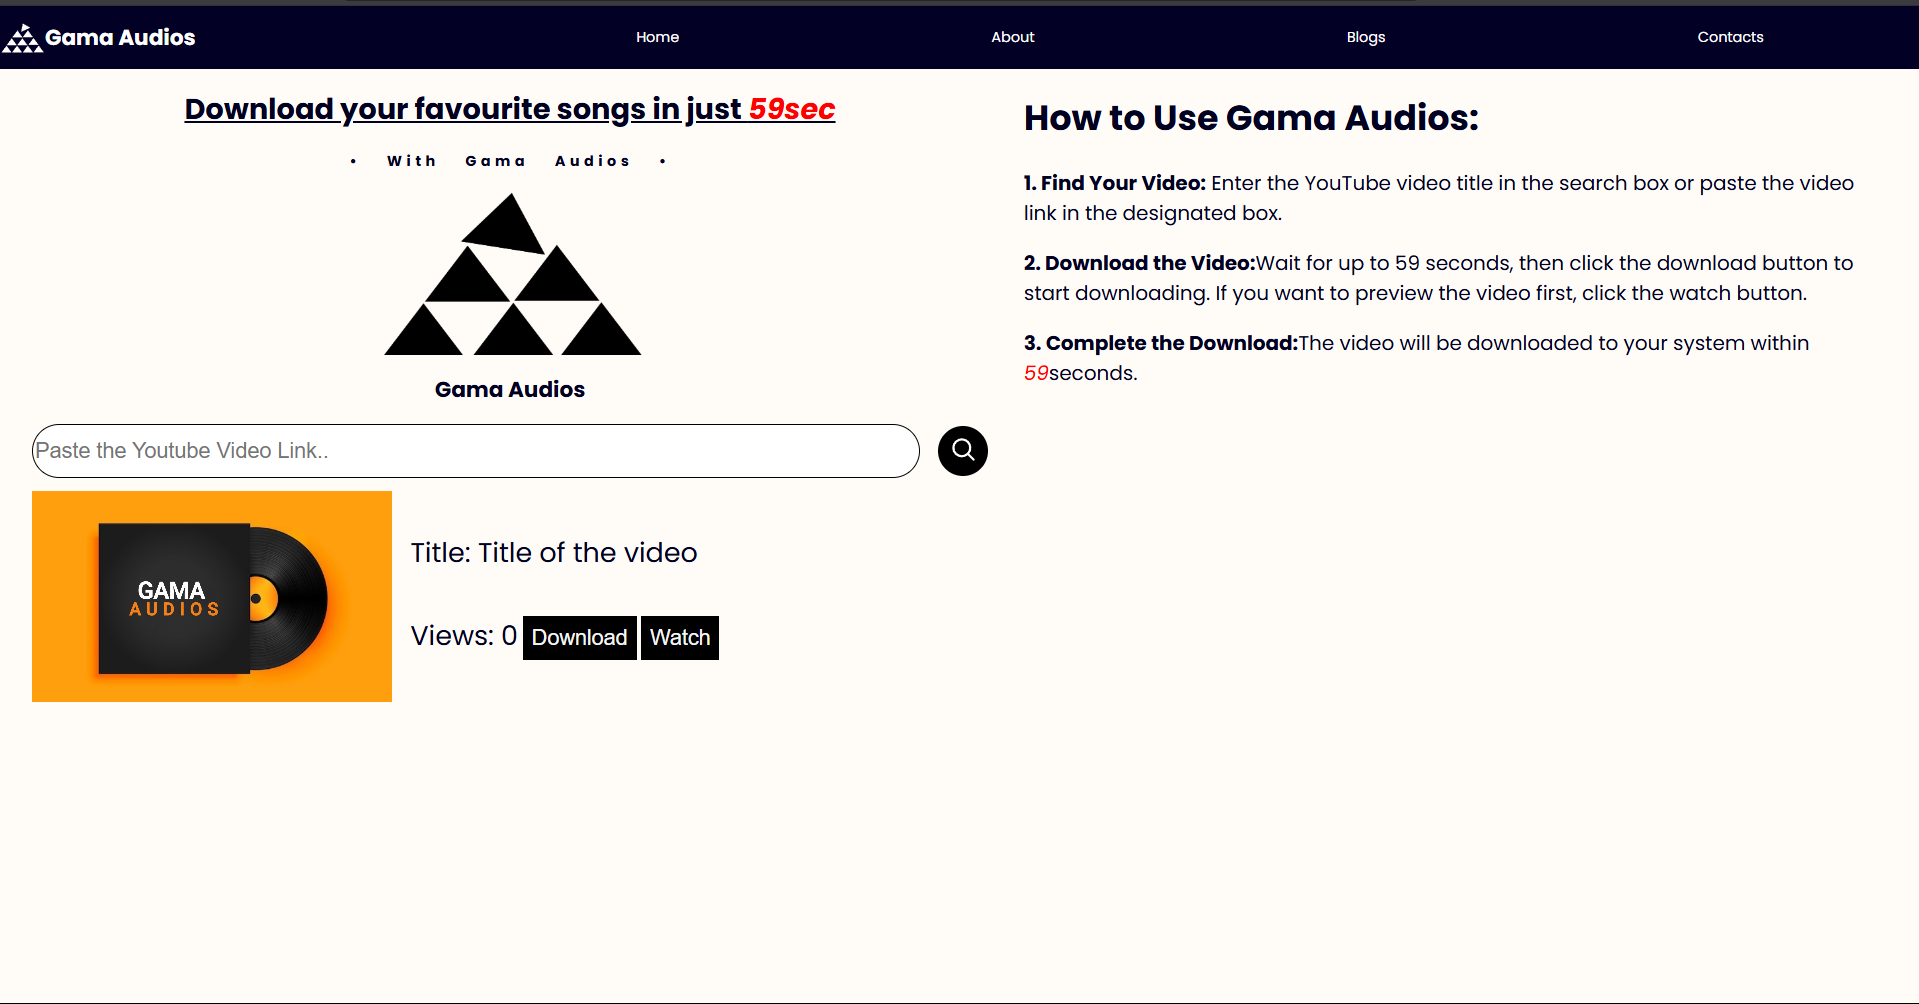 Gama Audios
Home
About
Blogs
Contacts
Download your favourite songs in just 59sec
• With Gama Audios •
Gama Audios
Paste the Youtube Video Link..
GAMA
AUDIOS
Title: Title of the video
Views: 0 Download Watch
How to Use Gama Audios:
1. Find Your Video: Enter the YouTube video title in the search box or paste the video
link in the designated box.
2. Download the Video:Wait for up to 59 seconds, then click the download button to
start downloading. If you want to preview the video first, click the watch button.
3. Complete the Download:The video will be downloaded to your system within
59seconds.